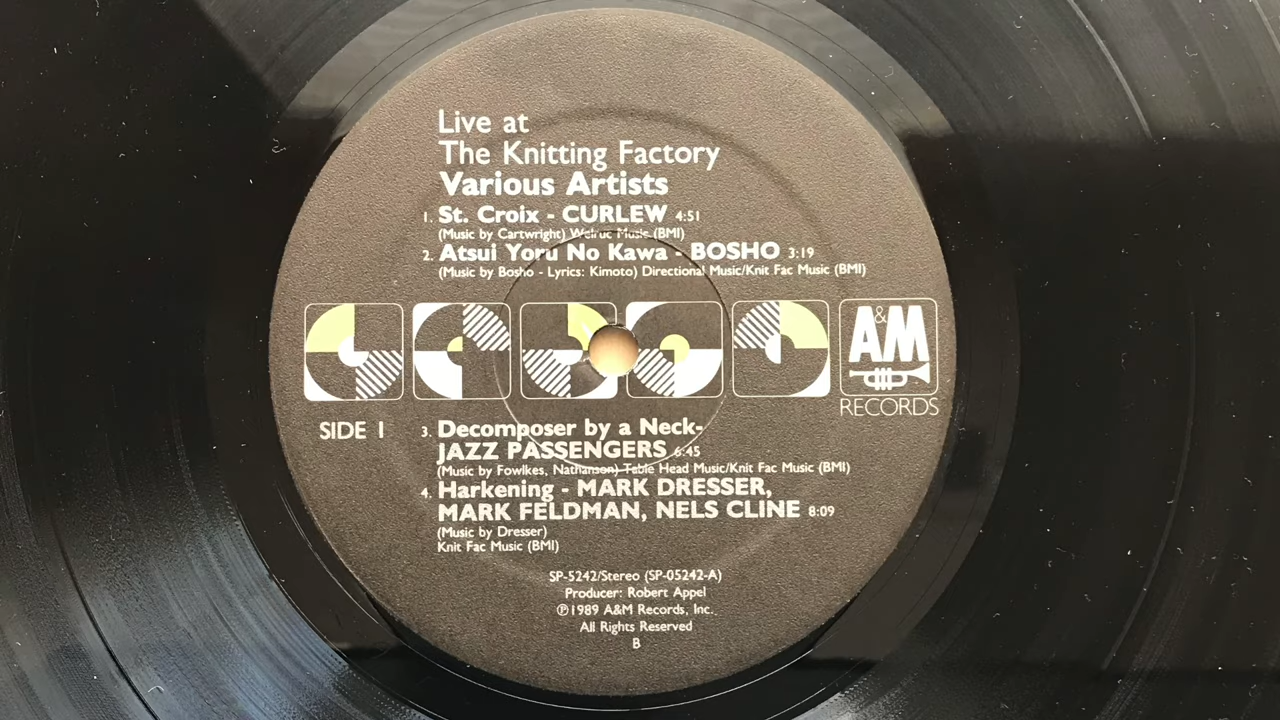 Live at
The Knitting Factory
Various Artists
1. St. Croix - CURLEW 4:51
(Music by Cartwright) Welruc Music (BMI)
2. Atsui Yoru No Kawa - BOSHO 3:19
(Music by Bosho - Lyrics: Kimoto) Directional Music/Knit Fac Music (BMI)
A&M
RECORDS
SIDE 1
3. Decomposer by a Neck-
JAZZ PASSENGERS 6:45
(Music by Fowlkes, Nathanson) Table Head Music/Knit Fac Music (BMI)
4. Harkening - MARK DRESSER,
MARK FELDMAN, NELS CLINE 8:09
(Music by Dresser)
Knit Fac Music (BMI)
SP-5242/Stereo (SP-05242-A)
Producer: Robert Appel
℗1989 A&M Records, Inc.
All Rights Reserved
B